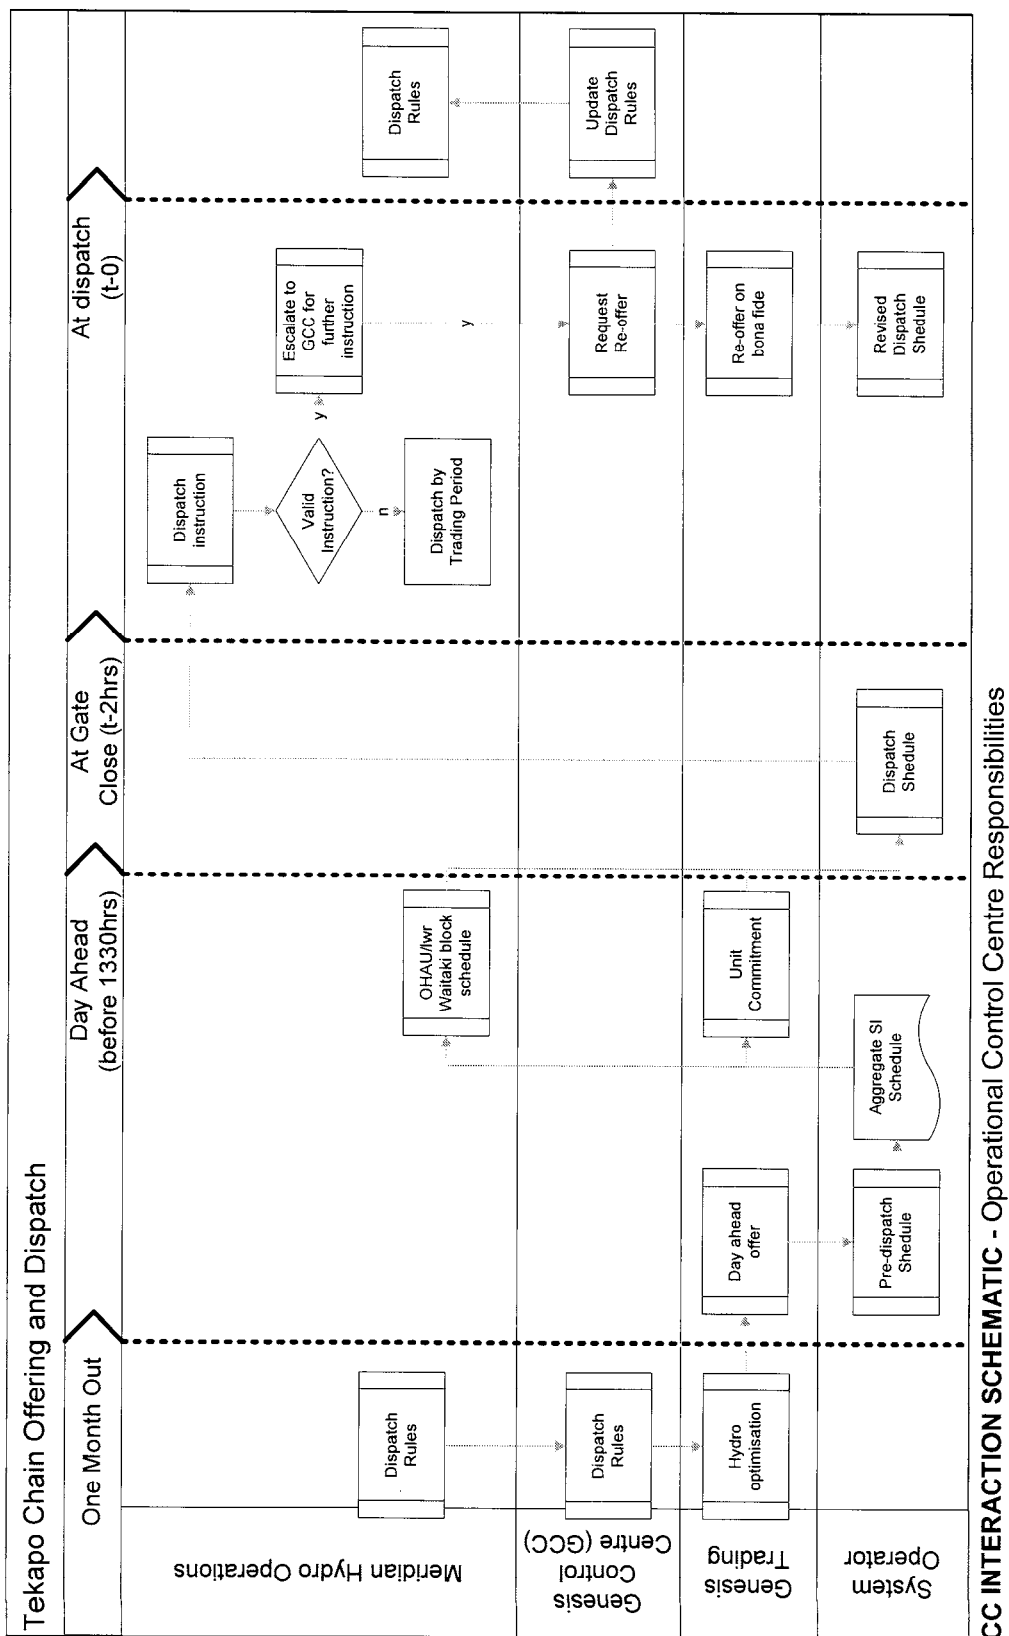 Tekapo Chain Offering and Dispatch
One Month Out
Day Ahead
(before 1330hrs)
At Gate
Close (t-2hrs)
At dispatch
(t-0)
Meridian Hydro Operations
Dispatch
Rules
OHAU/lwr
Waitaki block
schedule
Dispatch
instruction
Valid
Instruction?
y
n
Dispatch by
Trading Period
Escalate to
GCC for
further
instruction
y
Dispatch
Rules
Genesis
Control
Centre (GCC)
Dispatch
Rules
Request
Re-offer
Update
Dispatch
Rules
Genesis
Trading
Hydro
optimisation
Day ahead
offer
Unit
Commitment
Re-offer on
bona fide
System
Operator
Pre-dispatch
Shedule
Aggregate SI
Schedule
Dispatch
Shedule
Revised
Dispatch
Shedule
CC INTERACTION SCHEMATIC - Operational Control Centre Responsibilities